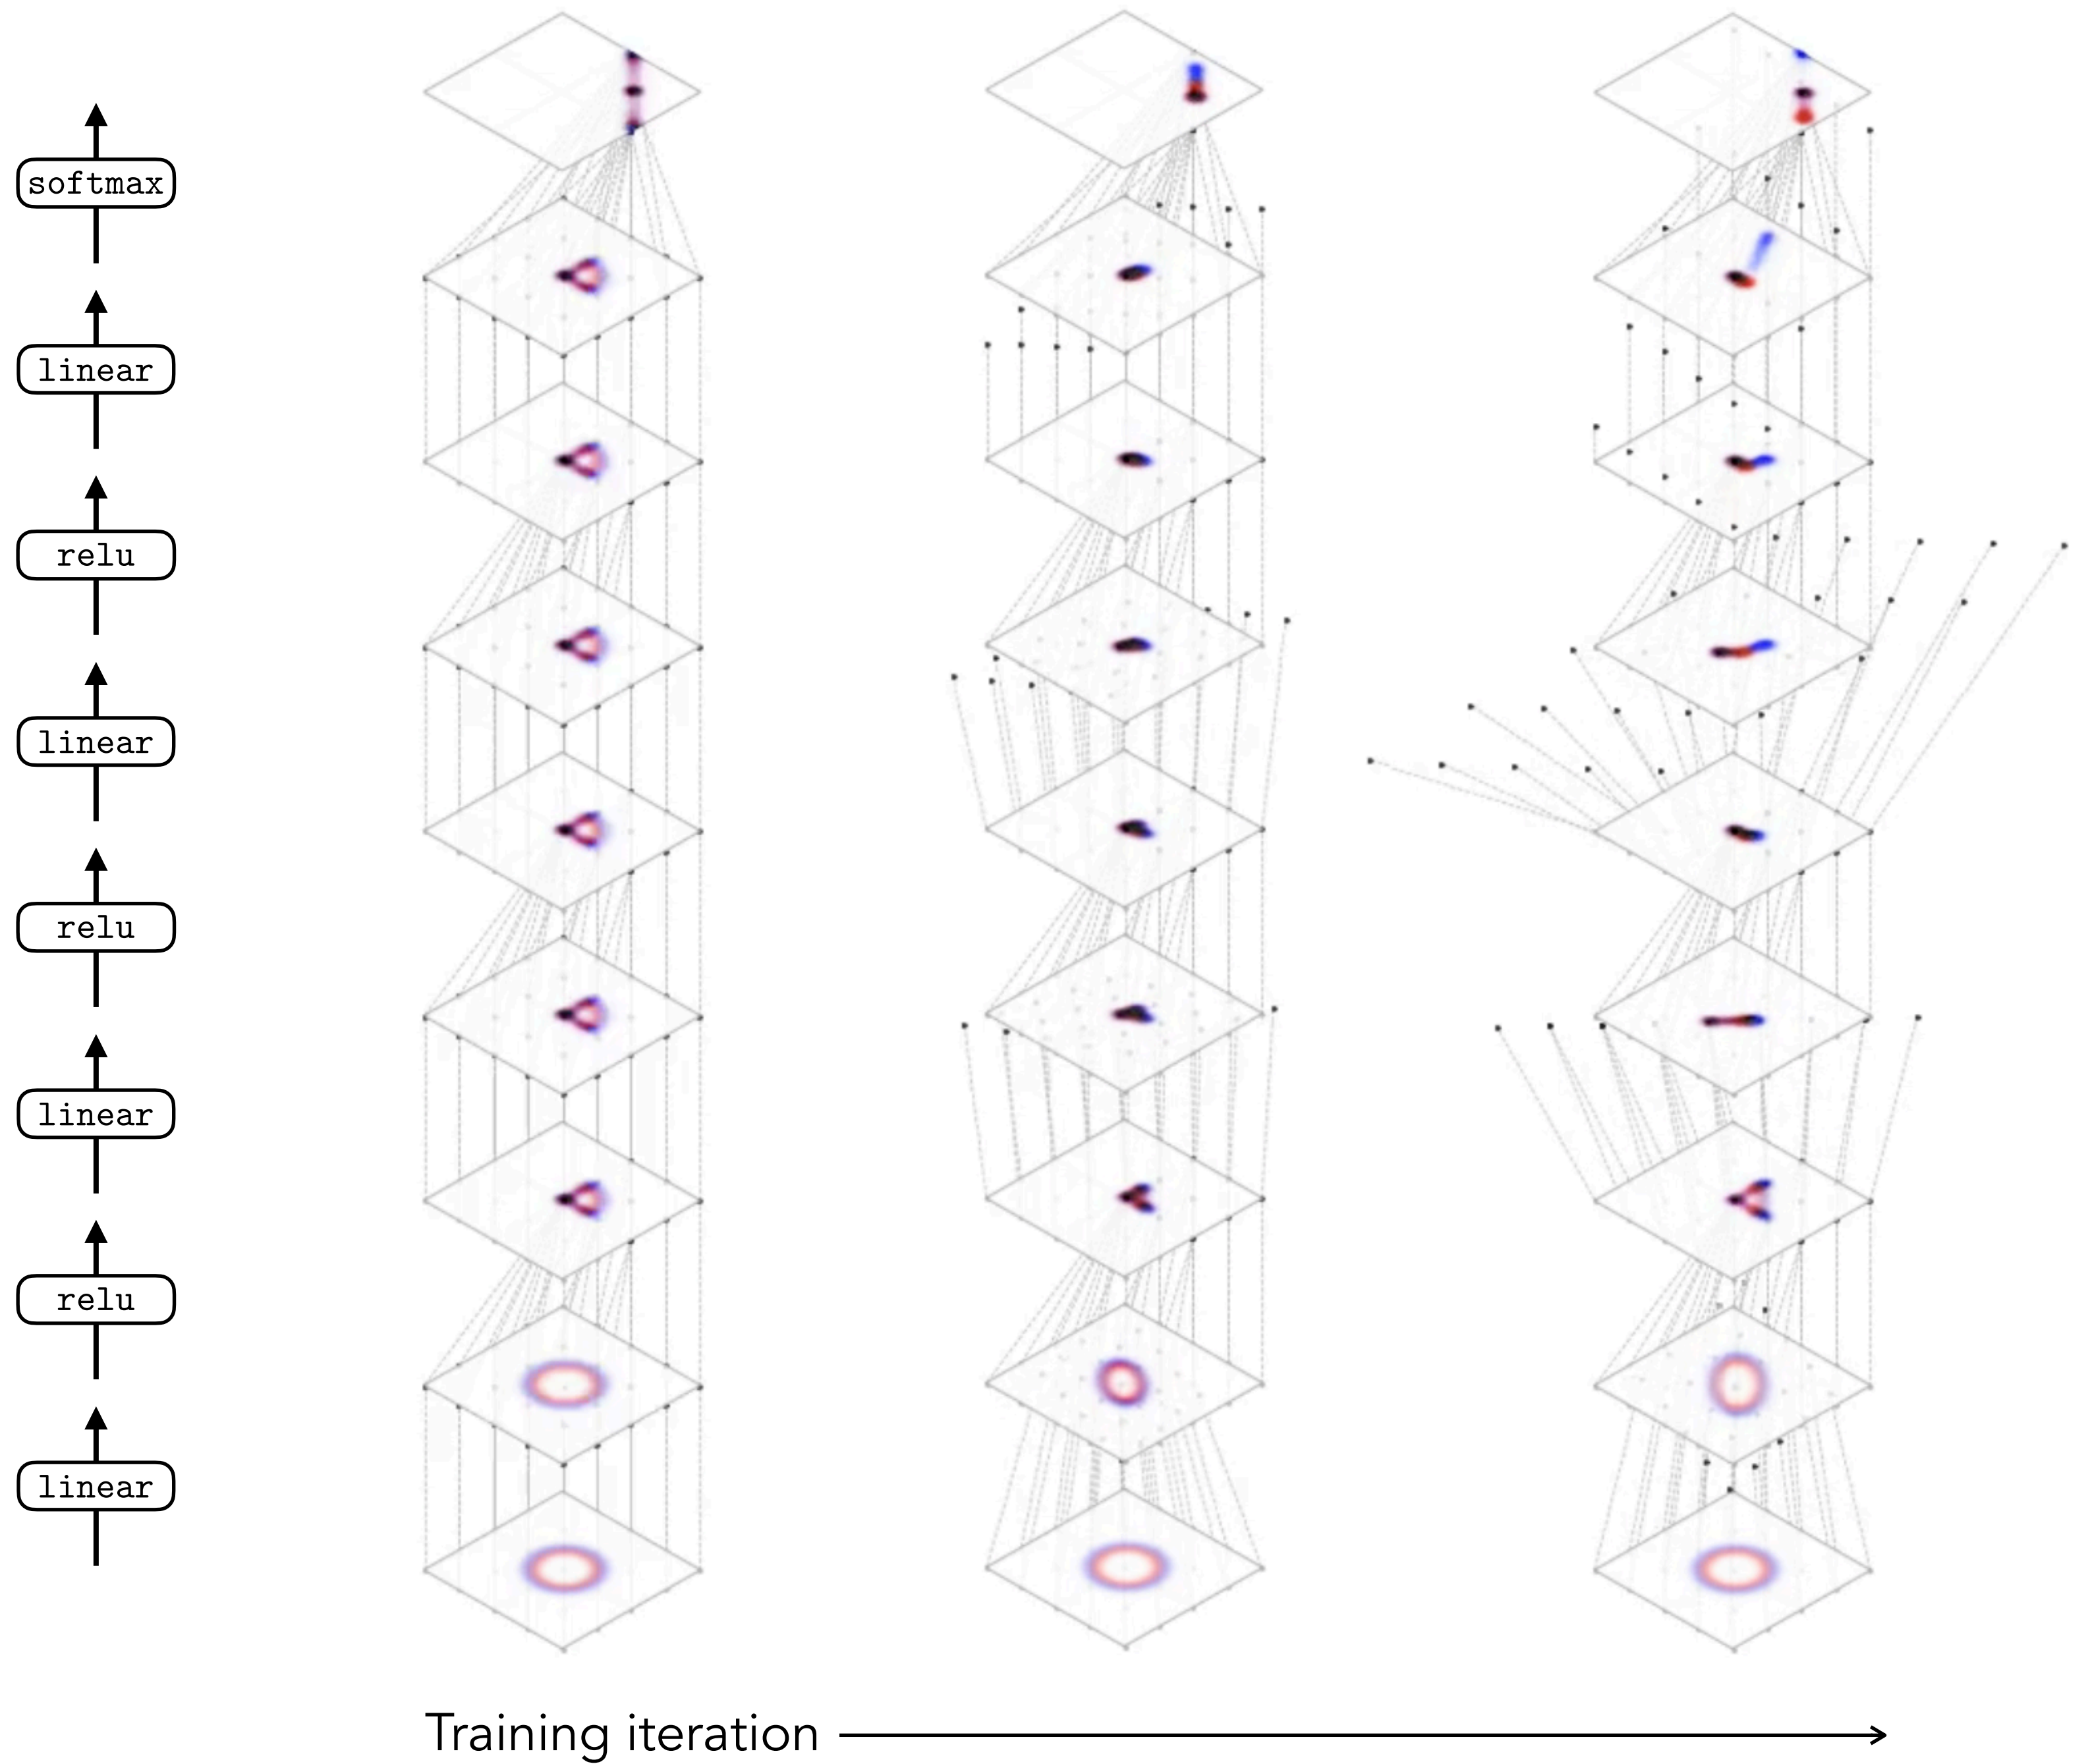 softmax
linear
relu
linear
relu
linear
relu
linear
Training iteration